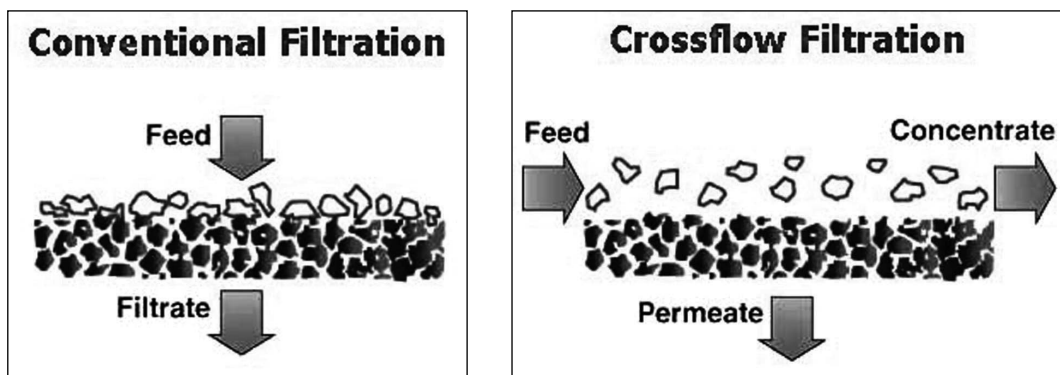 Conventional Filtration
Feed
Filtrate
Crossflow Filtration
Feed
Concentrate
Permeate